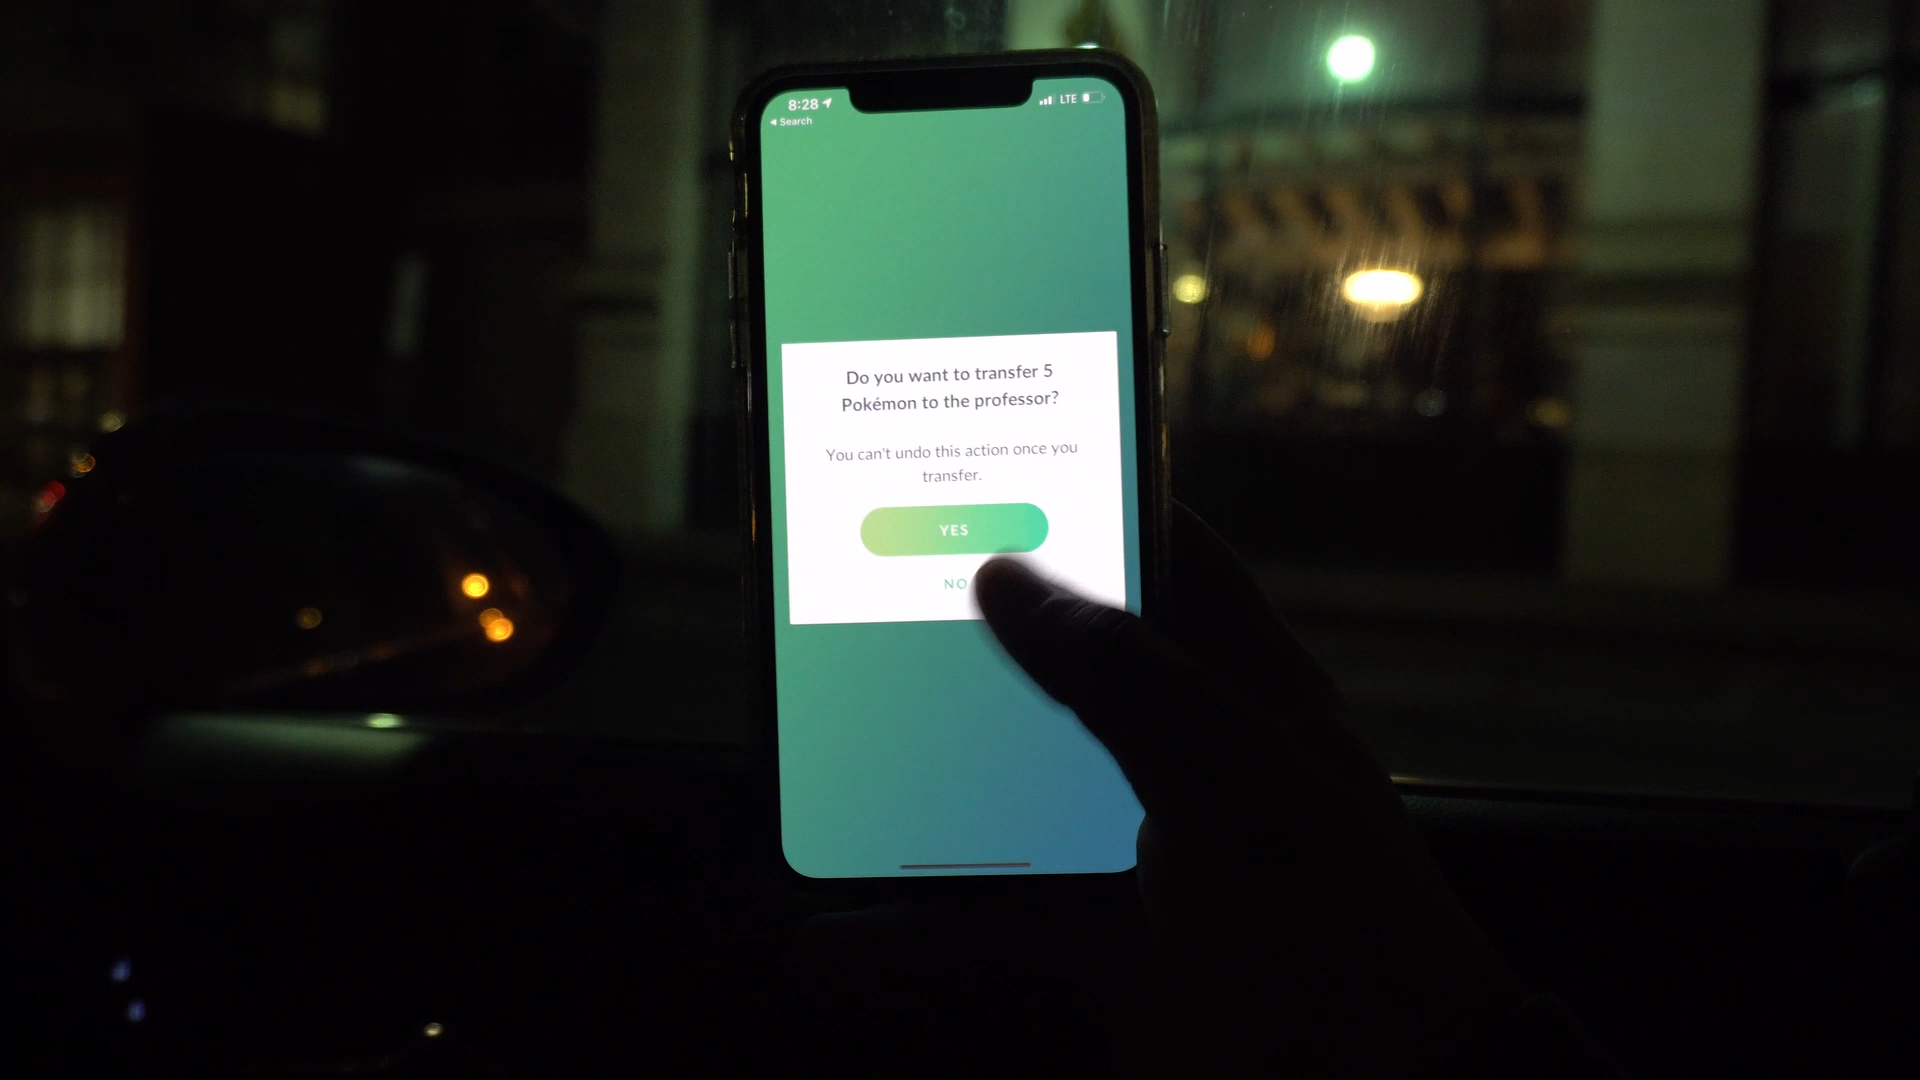 8:28
LTE
Search
Do you want to transfer 5
Pokémon to the professor?
You can't undo this action once you
transfer.
YES
NO